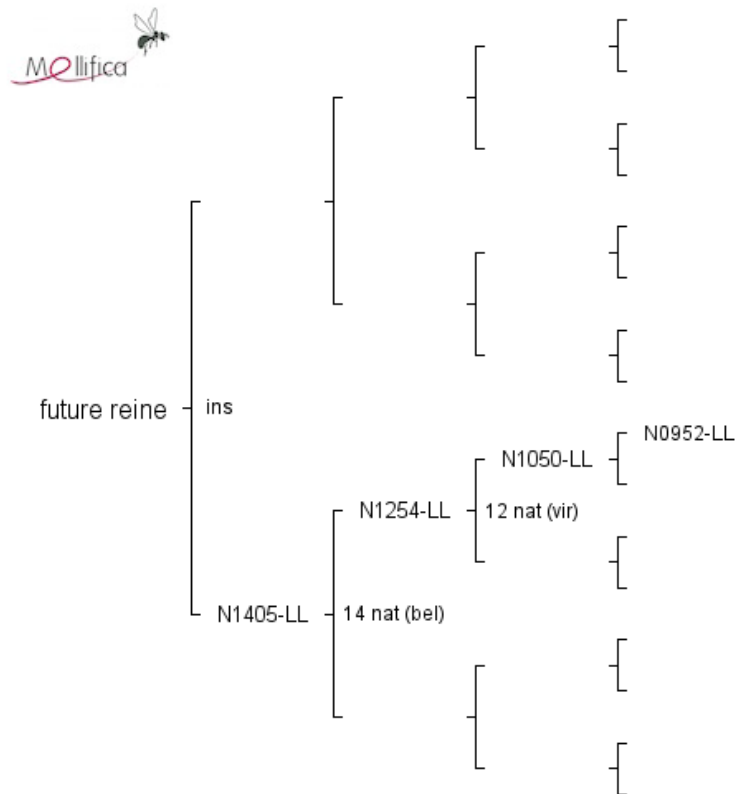 Mellifica
future reine
ins
N0952-LL
N1050-LL
N1254-LL
12 nat (vir)
N1405-LL
14 nat (bel)